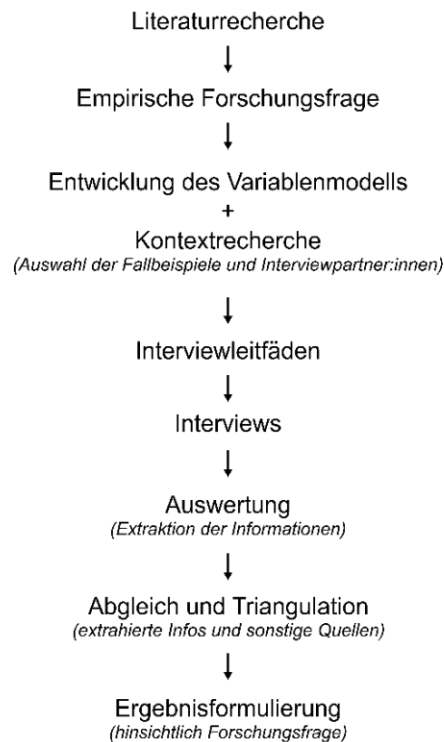 Literaturrecherche
Empirische Forschungsfrage
Entwicklung des Variablenmodells
+
Kontextrecherche
(Auswahl der Fallbeispiele und Interviewpartner:innen)
Interviewleitfäden
Interviews
Auswertung
(Extraktion der Informationen)
Abgleich und Triangulation
(extrahierte Infos und sonstige Quellen)
Ergebnisformulierung
(hinsichtlich Forschungsfrage)